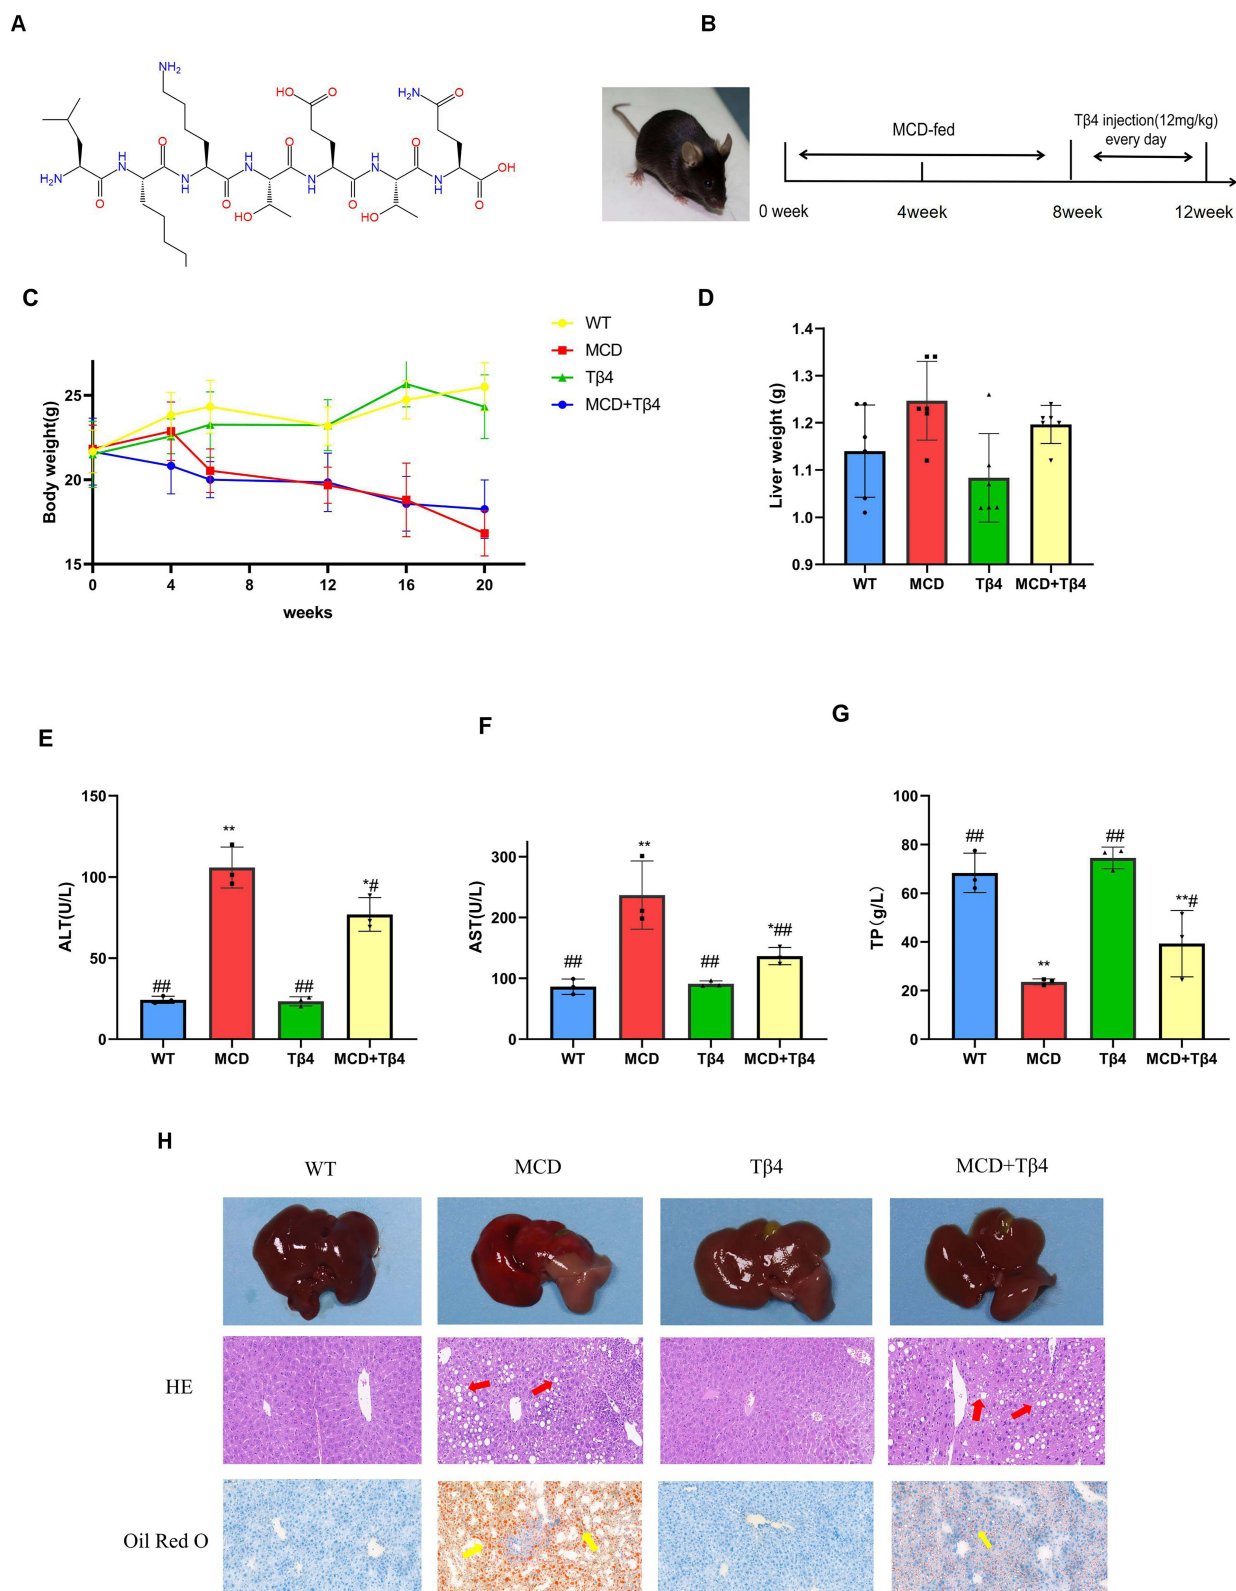 A
B
NH₂
HO
O
H₂N
O
O
H
N
O
H
N
O
H
N
O
OH
H₂N
O
N
H
O
N
H
O
N
H
O
HO
HO
MCD-fed
Tβ4 injection(12mg/kg)
every day
0 week
4week
8week
12week
C
WT
MCD
Tβ4
MCD+Tβ4
Body weight(g)
25
20
15
0
4
8
12
16
20
weeks
D
Liver weight (g)
1.4
1.3
1.2
1.1
1.0
0.9
WT
MCD
Tβ4
MCD+Tβ4
E
ALT(U/L)
150
100
50
0
##
**
##
*#
WT
MCD
Tβ4
MCD+Tβ4
F
AST(U/L)
300
200
100
0
##
**
##
*##
WT
MCD
Tβ4
MCD+Tβ4
G
TP(g/L)
100
80
60
40
20
0
##
**
##
**#
WT
MCD
Tβ4
MCD+Tβ4
H
WT
MCD
Tβ4
MCD+Tβ4
HE
Oil Red O